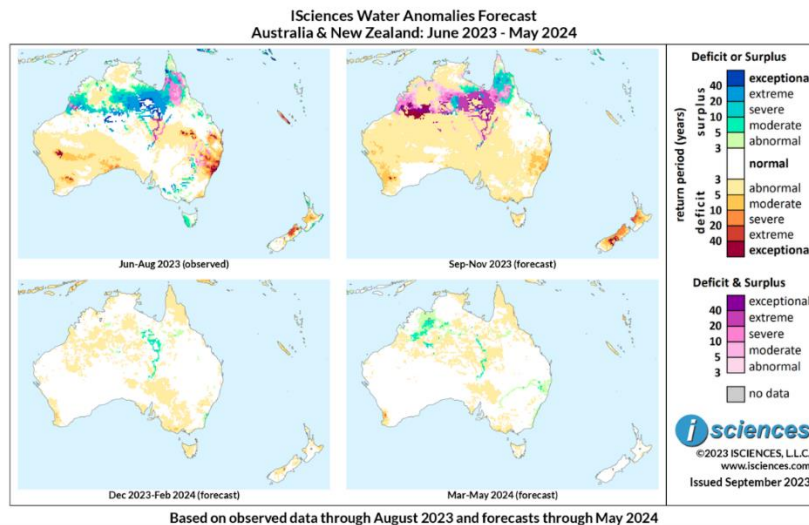 ISciences Water Anomalies Forecast
Australia & New Zealand: June 2023 - May 2024
Jun-Aug 2023 (observed)
Sep-Nov 2023 (forecast)
Dec 2023-Feb 2024 (forecast)
Mar-May 2024 (forecast)
Deficit or Surplus
return period (years)
surplus
deficit
exceptional
40
extreme
20
severe
10
moderate
5
abnormal
3
normal
3
abnormal
5
moderate
10
severe
20
extreme
40
exceptional
Deficit & Surplus
exceptional
40
extreme
20
severe
10
moderate
5
abnormal
3
no data
isciences
©2023 ISCIENCES, L.L.C.
www.isciences.com
Issued September 2023
Based on observed data through August 2023 and forecasts through May 2024